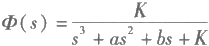 Φ(s) = K / (s³ + as² + bs + K)